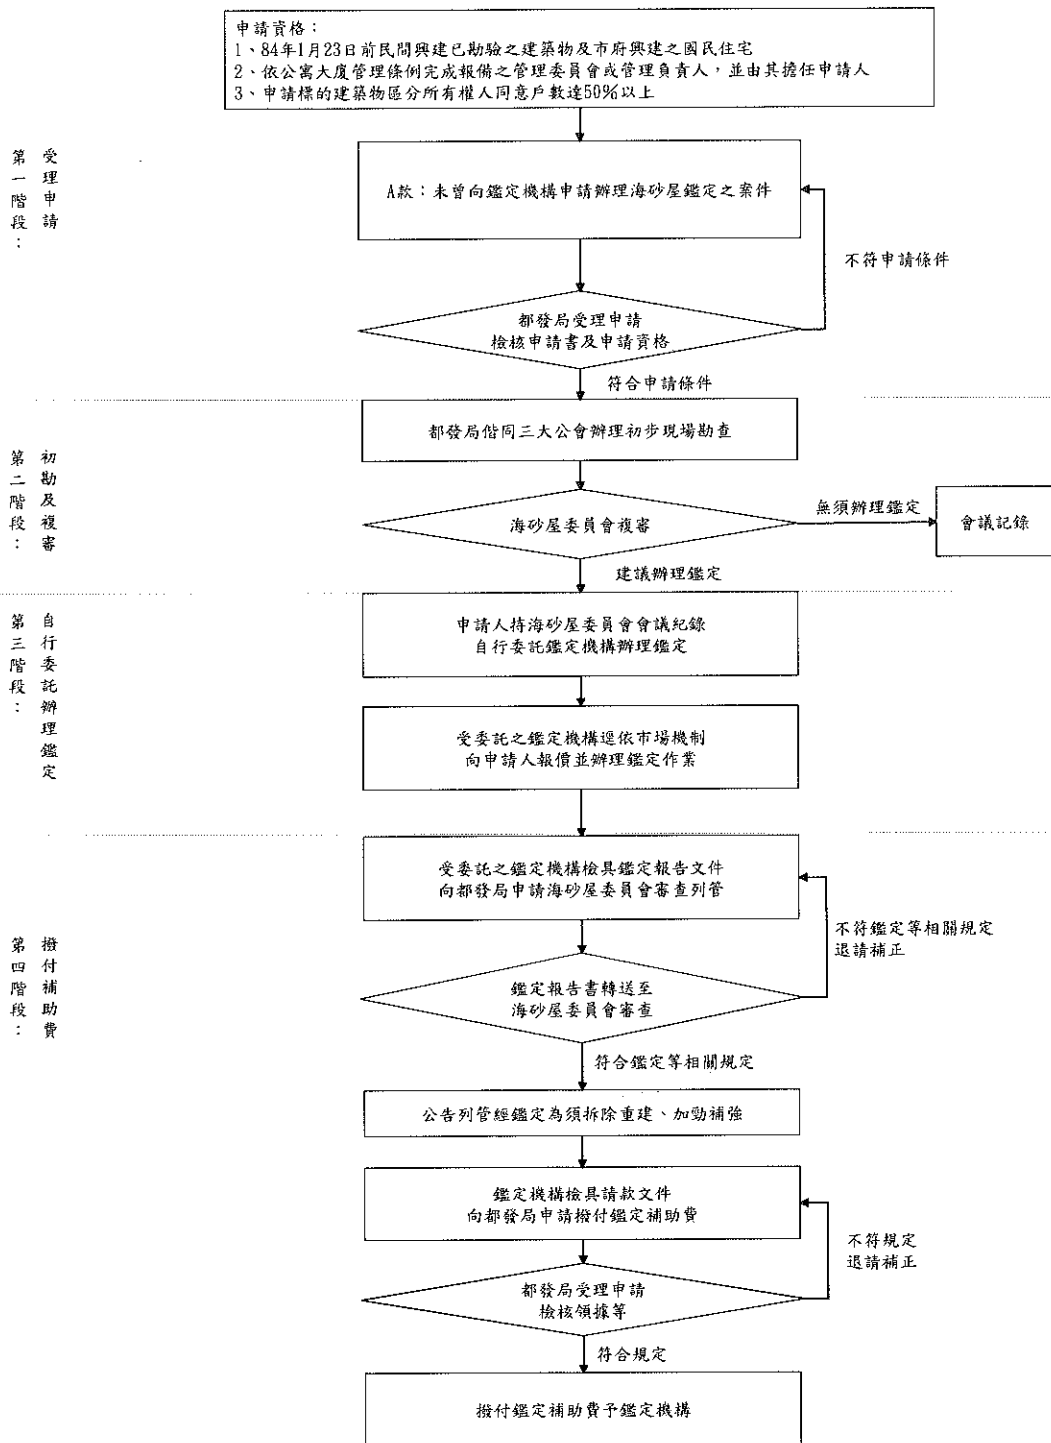 申請資格：
1、84年1月23日前民間興建已勘驗之建築物及市府興建之國民住宅
2、依公寓大廈管理條例完成報備之管理委員會或管理負責人，並由其擔任申請人
3、申請標的建築物區分所有權人同意戶數達50%以上
第一階段：
受理申請
A款：未曾向鑑定機構申請辦理海砂屋鑑定之案件
不符申請條件
都發局受理申請
檢核申請書及申請資格
符合申請條件
第二階段：
初勘及複審
都發局偕同三大公會辦理初步現場勘查
海砂屋委員會複審
無須辦理鑑定
會議記錄
建議辦理鑑定
第三階段：
自行委託辦理鑑定
申請人持海砂屋委員會會議紀錄
自行委託鑑定機構辦理鑑定
受委託之鑑定機構逕依市場機制
向申請人報價並辦理鑑定作業
第四階段：
撥付補助費
受委託之鑑定機構檢具鑑定報告文件
向都發局申請海砂屋委員會審查列管
不符鑑定等相關規定
退請補正
鑑定報告書轉送至
海砂屋委員會審查
符合鑑定等相關規定
公告列管經鑑定為須拆除重建、加勁補強
鑑定機構檢具請款文件
向都發局申請撥付鑑定補助費
不符規定
退請補正
都發局受理申請
檢核領據等
符合規定
撥付鑑定補助費予鑑定機構